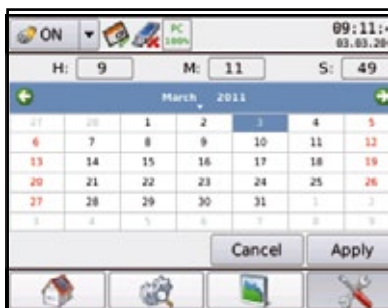 ON PC 100% 09:11:4
03.03.20
H: 9 M: 11 S: 49
March 2011
27 28 1 2 3 4 5
6 7 8 9 10 11 12
13 14 15 16 17 18 19
20 21 22 23 24 25 26
27 28 29 30 31 1 2
3 4 5 6 7 8 9
Cancel Apply